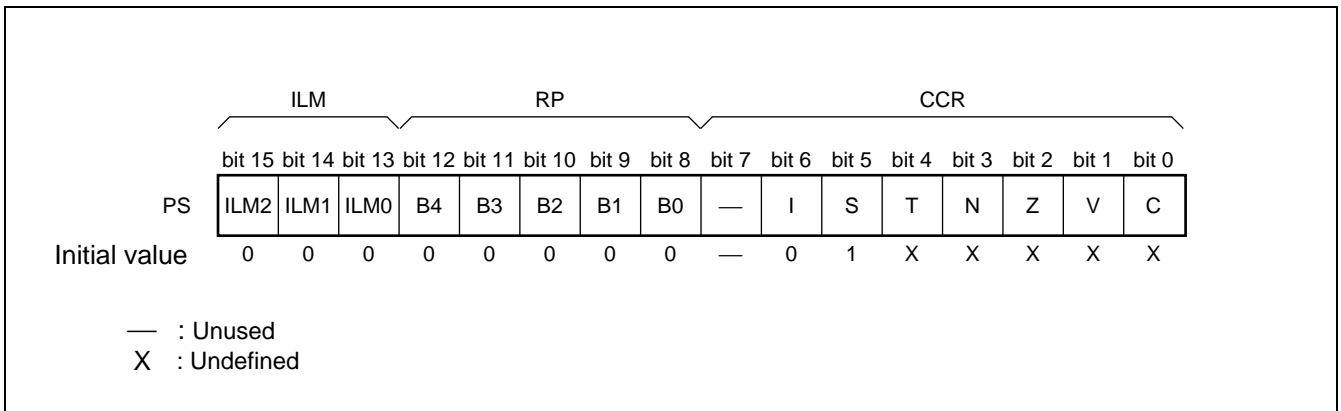 ILM RP CCR
bit 15 bit 14 bit 13 bit 12 bit 11 bit 10 bit 9 bit 8 bit 7 bit 6 bit 5 bit 4 bit 3 bit 2 bit 1 bit 0
PS ILM2 ILM1 ILM0 B4 B3 B2 B1 B0 — I S T N Z V C
Initial value 0 0 0 0 0 0 0 0 — 0 1 X X X X X
— : Unused
X : Undefined